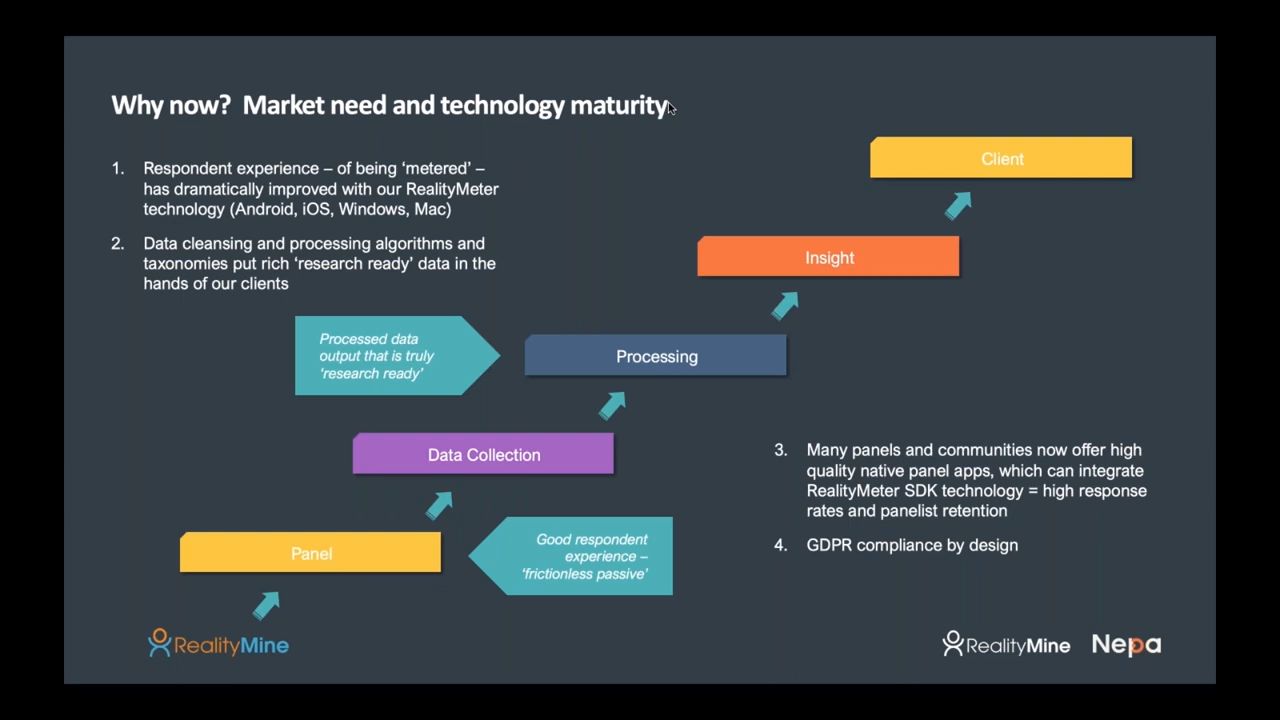 Why now?  Market need and technology maturity
1. Respondent experience – of being ‘metered’ –
has dramatically improved with our RealityMeter
technology (Android, iOS, Windows, Mac)
2. Data cleansing and processing algorithms and
taxonomies put rich ‘research ready’ data in the
hands of our clients
Client
Insight
Processed data
output that is truly
‘research ready’
Processing
Data Collection
3. Many panels and communities now offer high
quality native panel apps, which can integrate
RealityMeter SDK technology = high response
rates and panelist retention
4. GDPR compliance by design
Panel
Good respondent
experience –
‘frictionless passive’
RealityMine
RealityMine
Nepa